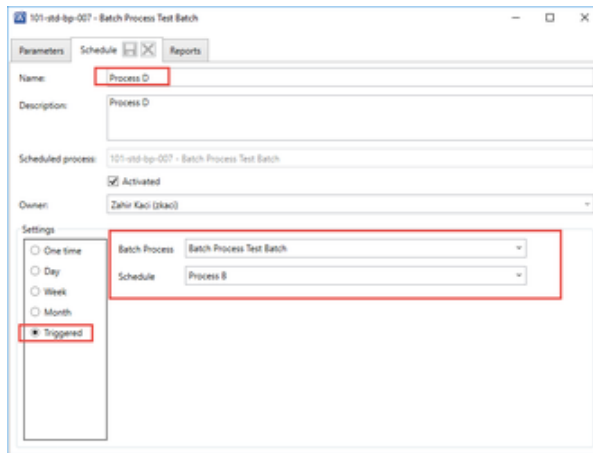 101-std-bp-007 - Batch Process Test Batch
Parameters Schedule Reports
Name: Process D
Description: Process D
Scheduled process: 101-std-bp-007 - Batch Process Test Batch
Activated
Owner: Zahir Kaci (zkaci)
Settings
One time
Batch Process Batch Process Test Batch
Day
Schedule Process B
Week
Month
Triggered